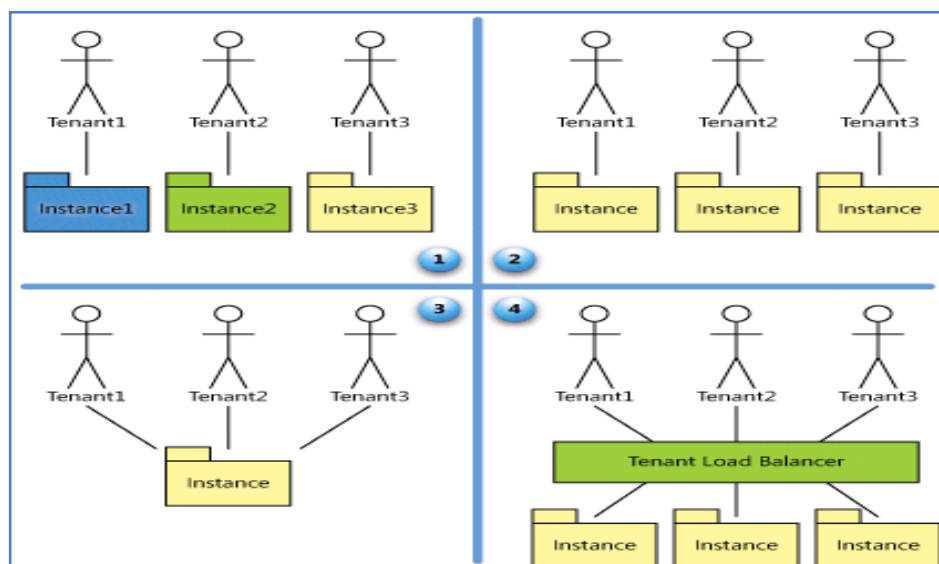 Tenant1 Tenant2 Tenant3
Instance1 Instance2 Instance3
1
Tenant1 Tenant2 Tenant3
Instance Instance Instance
2
3
Tenant1 Tenant2 Tenant3
Instance
4
Tenant1 Tenant2 Tenant3
Tenant Load Balancer
Instance Instance Instance